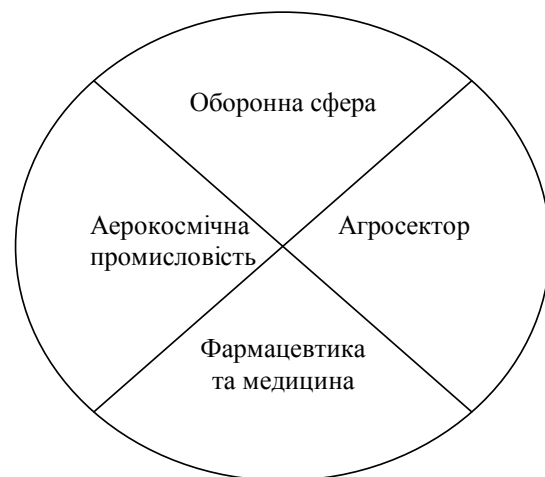 Оборонна сфера
Аерокосмічна
промисловість
Агросектор
Фармацевтика
та медицина